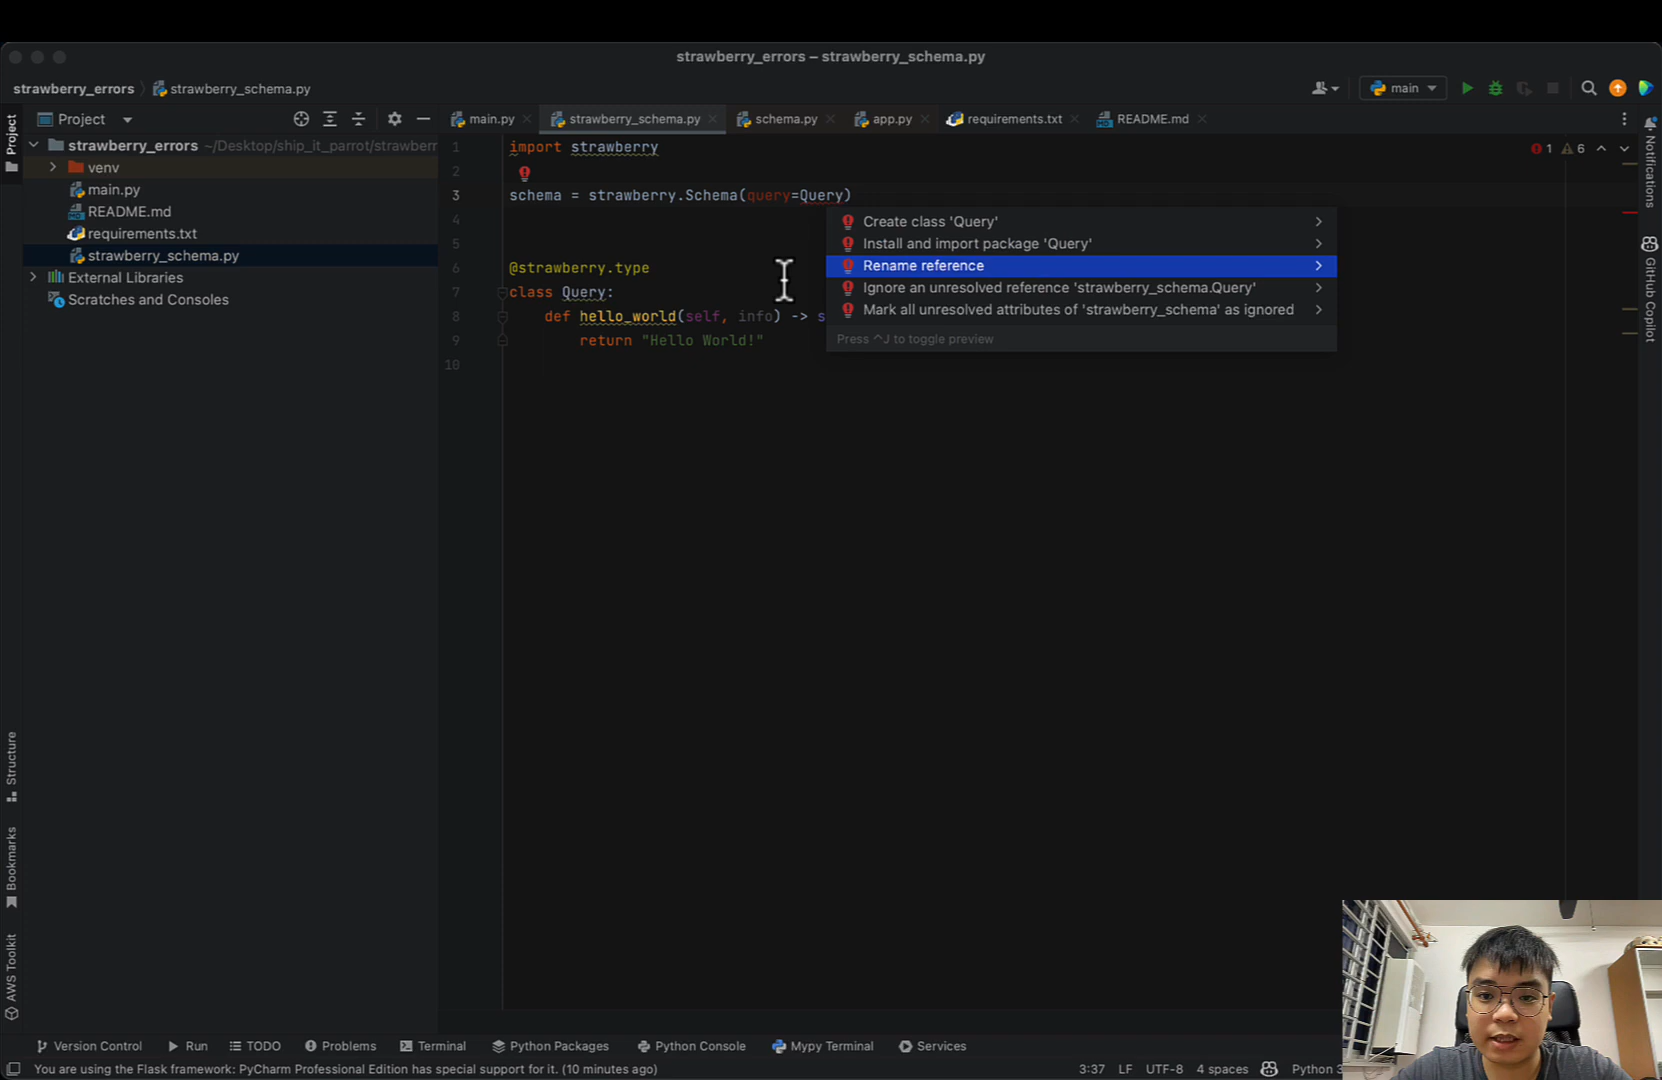 strawberry_errors – strawberry_schema.py
strawberry_errors
strawberry_schema.py
main
Project
Project
main.py
strawberry_schema.py
schema.py
app.py
requirements.txt
README.md
Notifications
GitHub Copilot
strawberry_errors ~/Desktop/ship_it_parrot/strawberr
venv
main.py
README.md
requirements.txt
strawberry_schema.py
External Libraries
Scratches and Consoles
1 import strawberry
1 6
2
3 schema = strawberry.Schema(query=Query)
4
5
6 @strawberry.type
7 class Query:
8 def hello_world(self, info) -> s
9 return "Hello World!"
10
Create class 'Query'
Install and import package 'Query'
Rename reference
Ignore an unresolved reference 'strawberry_schema.Query'
Mark all unresolved attributes of 'strawberry_schema' as ignored
Press ^J to toggle preview
Structure
Bookmarks
AWS Toolkit
Version Control
Run
TODO
Problems
Terminal
Python Packages
Python Console
Mypy Terminal
Services
You are using the Flask framework: PyCharm Professional Edition has special support for it. (10 minutes ago)
3:37 LF UTF-8 4 spaces Python 3